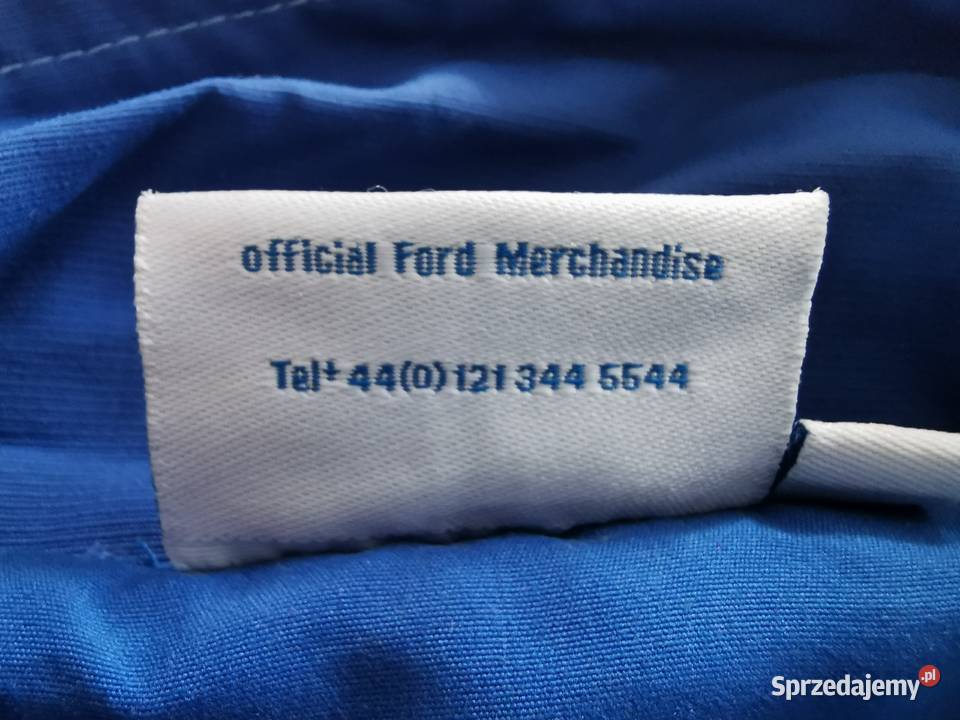 official Ford Merchandise
Tel+44(0)121 344 5544
Sprzedajemy.pl